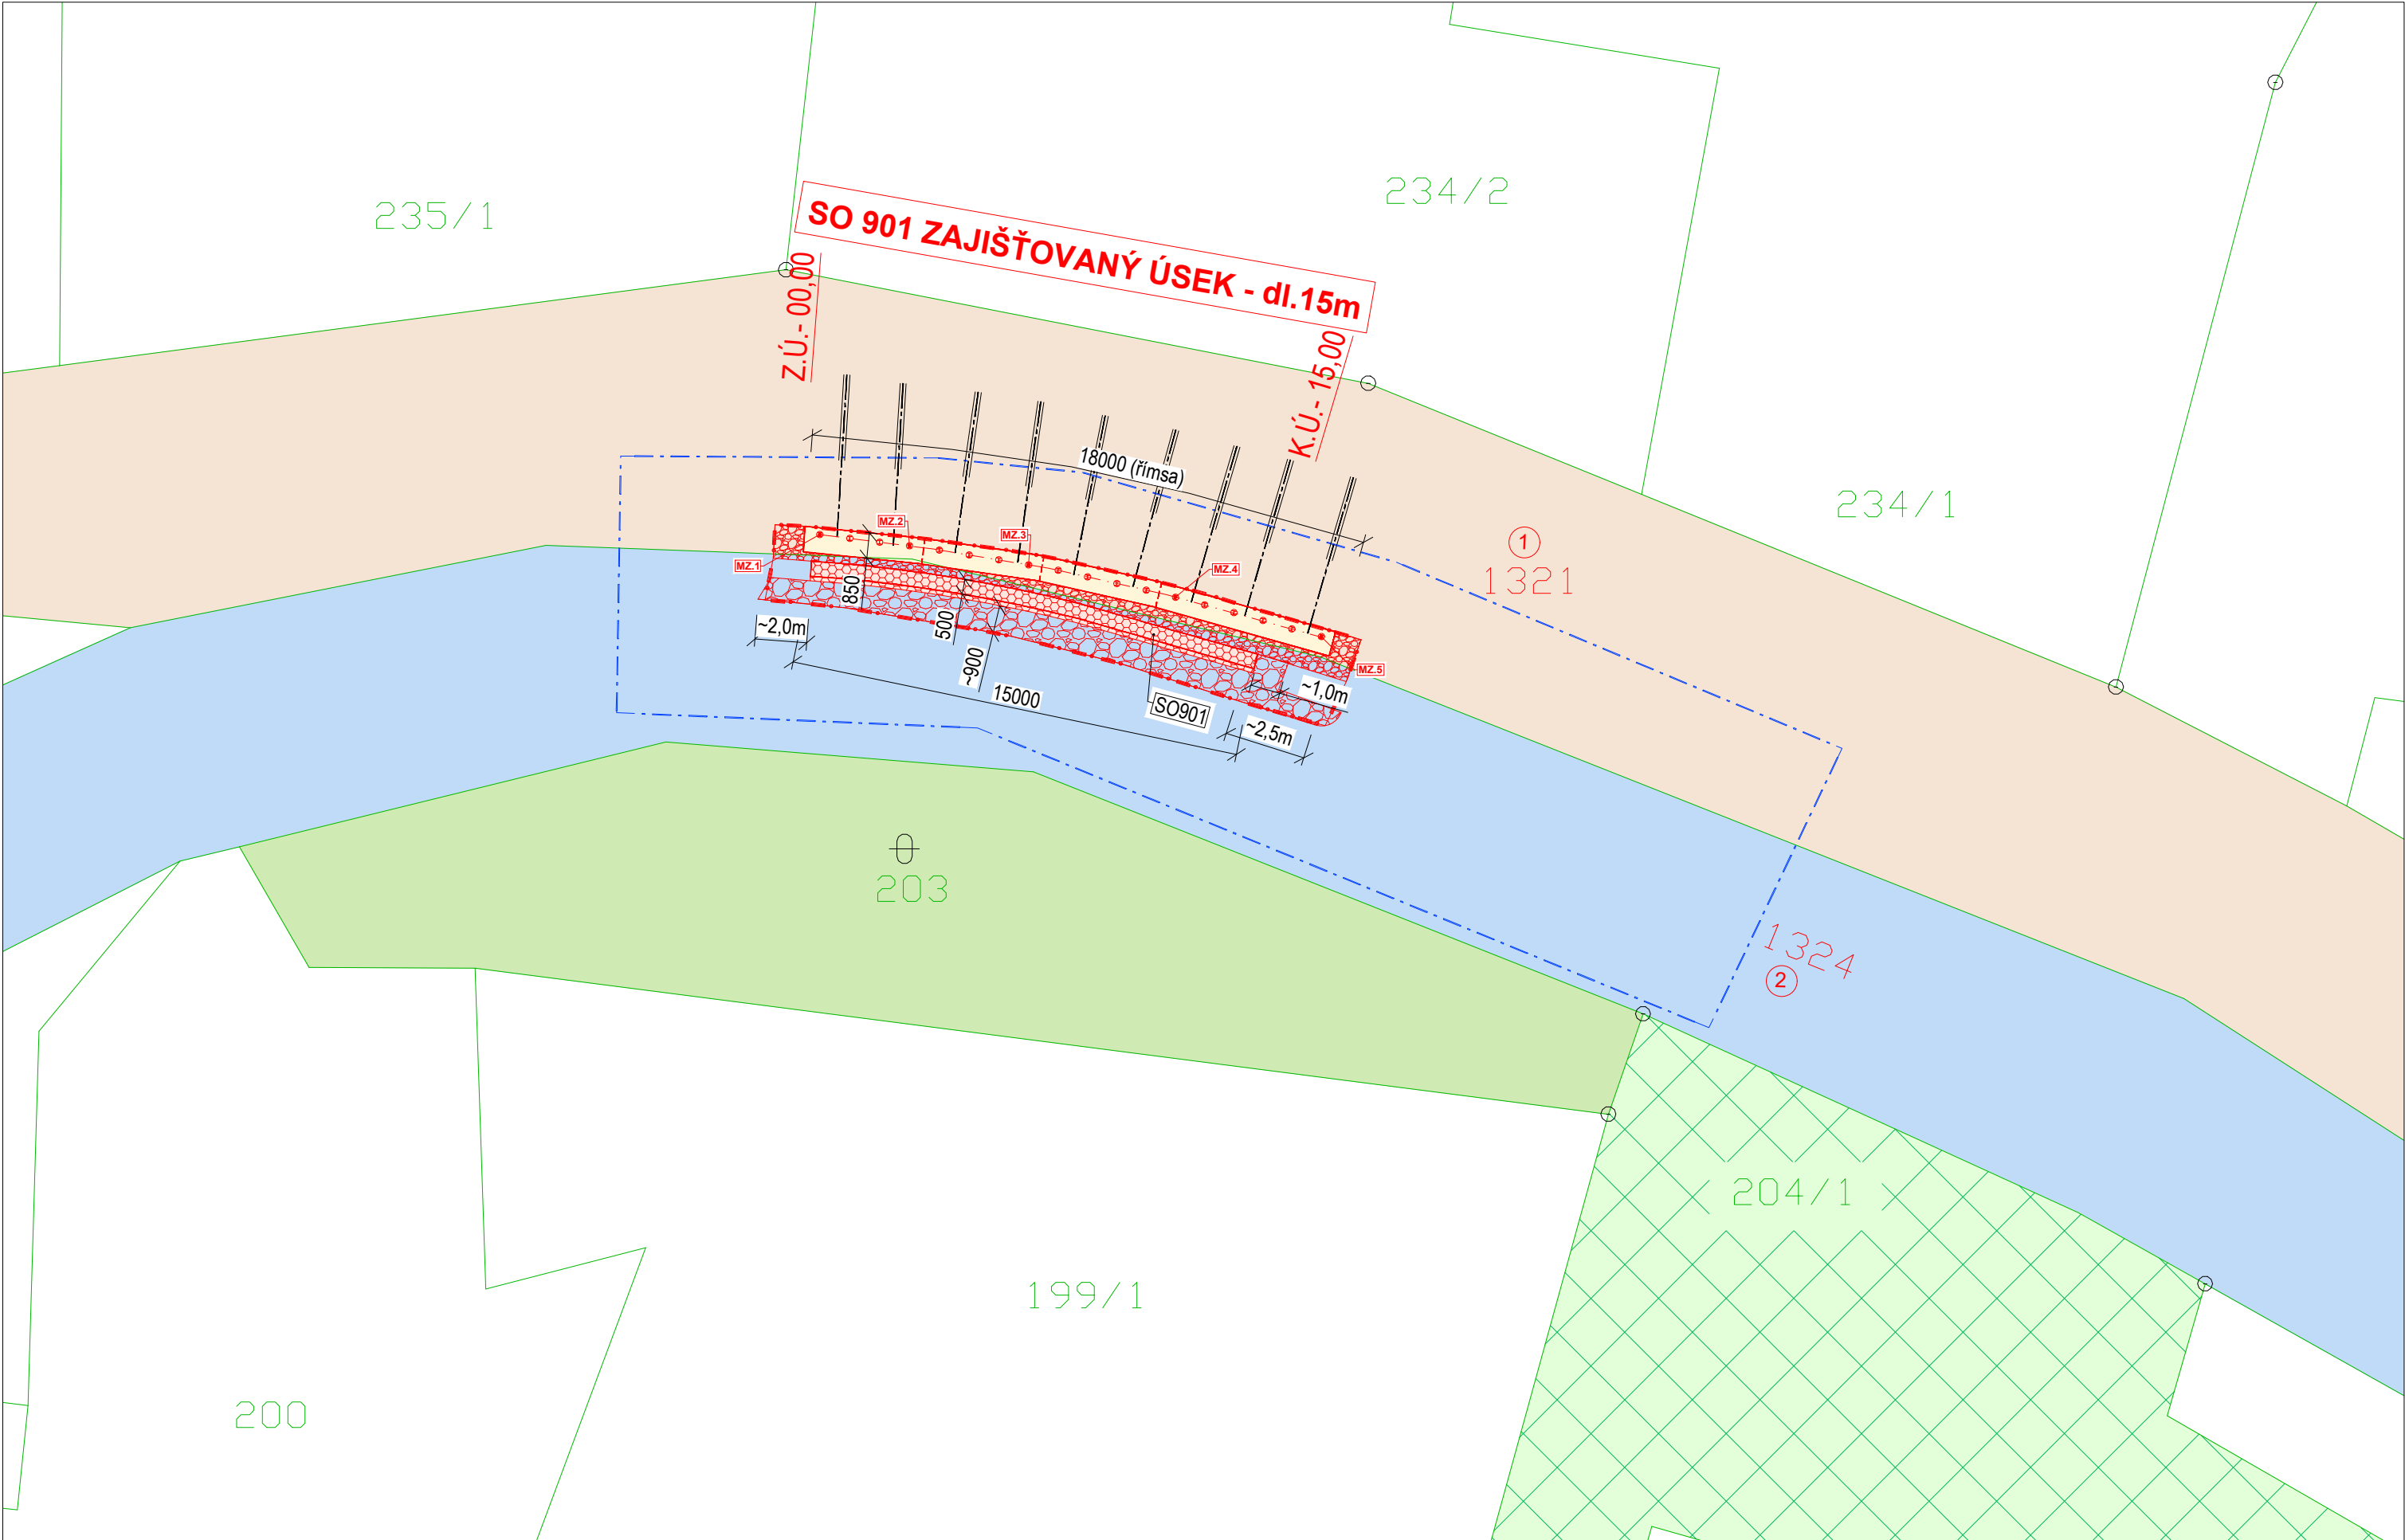 235/1
234/2
SO 901 ZAJIŠŤOVANÝ ÚSEK - dl.15m
Z.Ú.- 00,00
K.Ú.- 15,00
18000 (římsa)
234/1
1
1321
MZ.2
MZ.3
MZ.1
MZ.4
MZ.5
850
500
~900
~2,0m
15000
SO901
~1,0m
~2,5m
203
1324
2
204/1
199/1
200